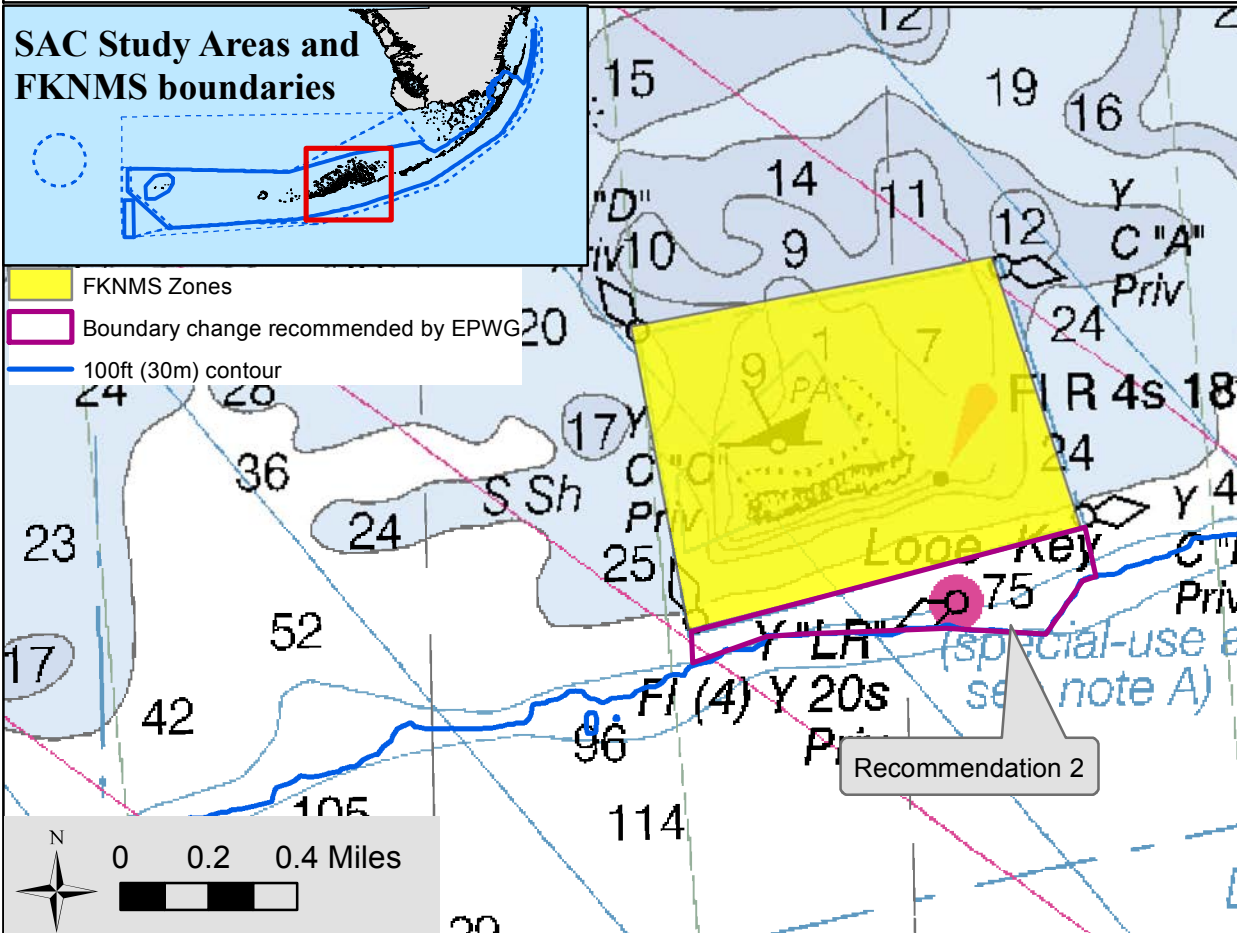 SAC Study Areas and
FKNMS boundaries
FKNMS Zones
Boundary change recommended by EPWG
100ft (30m) contour
12
15
19
16
14
11
"D"
Priv
10
9
12
Y
C "A"
Priv
20
24
1
7
9
PA
Fl R 4s 18
24
28
17
Y
C "C"
Priv
24
36
S Sh
24
23
25
Looe Key
Y
4
C "
Priv
75
52
17
Y "LR"
(special-use
note A)
Fl (4) Y 20s
42
96
Recommendation 2
105
114
N
0 0.2 0.4 Miles